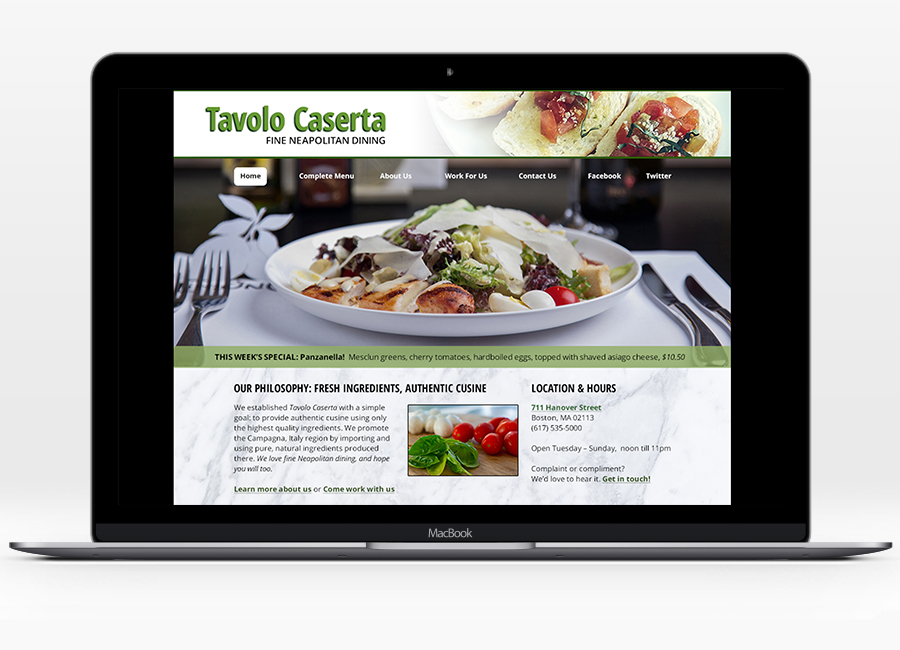 Tavolo Caserta
FINE NEAPOLITAN DINING
Home Complete Menu About Us Work For Us Contact Us Facebook Twitter
THIS WEEK'S SPECIAL: Panzanella! Mesclun greens, cherry tomatoes, hardboiled eggs, topped with shaved asiago cheese, $10.50
OUR PHILOSOPHY: FRESH INGREDIENTS, AUTHENTIC CUSINE
We established Tavolo Caserta with a simple
goal; to provide authentic cusine using only
the highest quality ingredients. We promote
the Campagna, Italy region by importing and
using pure, natural ingredients produced
there. We love fine Neapolitan dining, and hope
you will too.
Learn more about us or Come work with us
LOCATION & HOURS
711 Hanover Street
Boston, MA 02113
(617) 535-5000
Open Tuesday – Sunday, noon till 11pm
Complaint or compliment?
We'd love to hear it. Get in touch!
MacBook